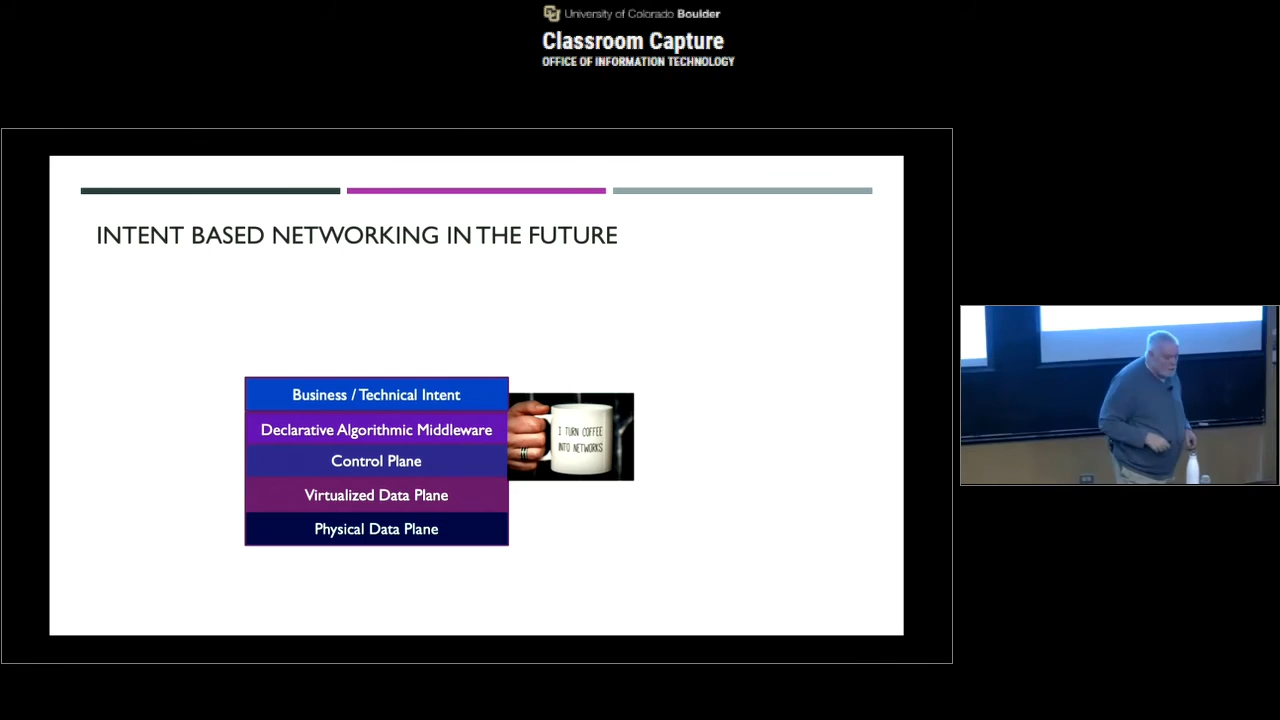 University of Colorado Boulder
Classroom Capture
OFFICE OF INFORMATION TECHNOLOGY
INTENT BASED NETWORKING IN THE FUTURE
Business / Technical Intent
Declarative Algorithmic Middleware
Control Plane
Virtualized Data Plane
Physical Data Plane
I TURN COFFEE
INTO NETWORKS